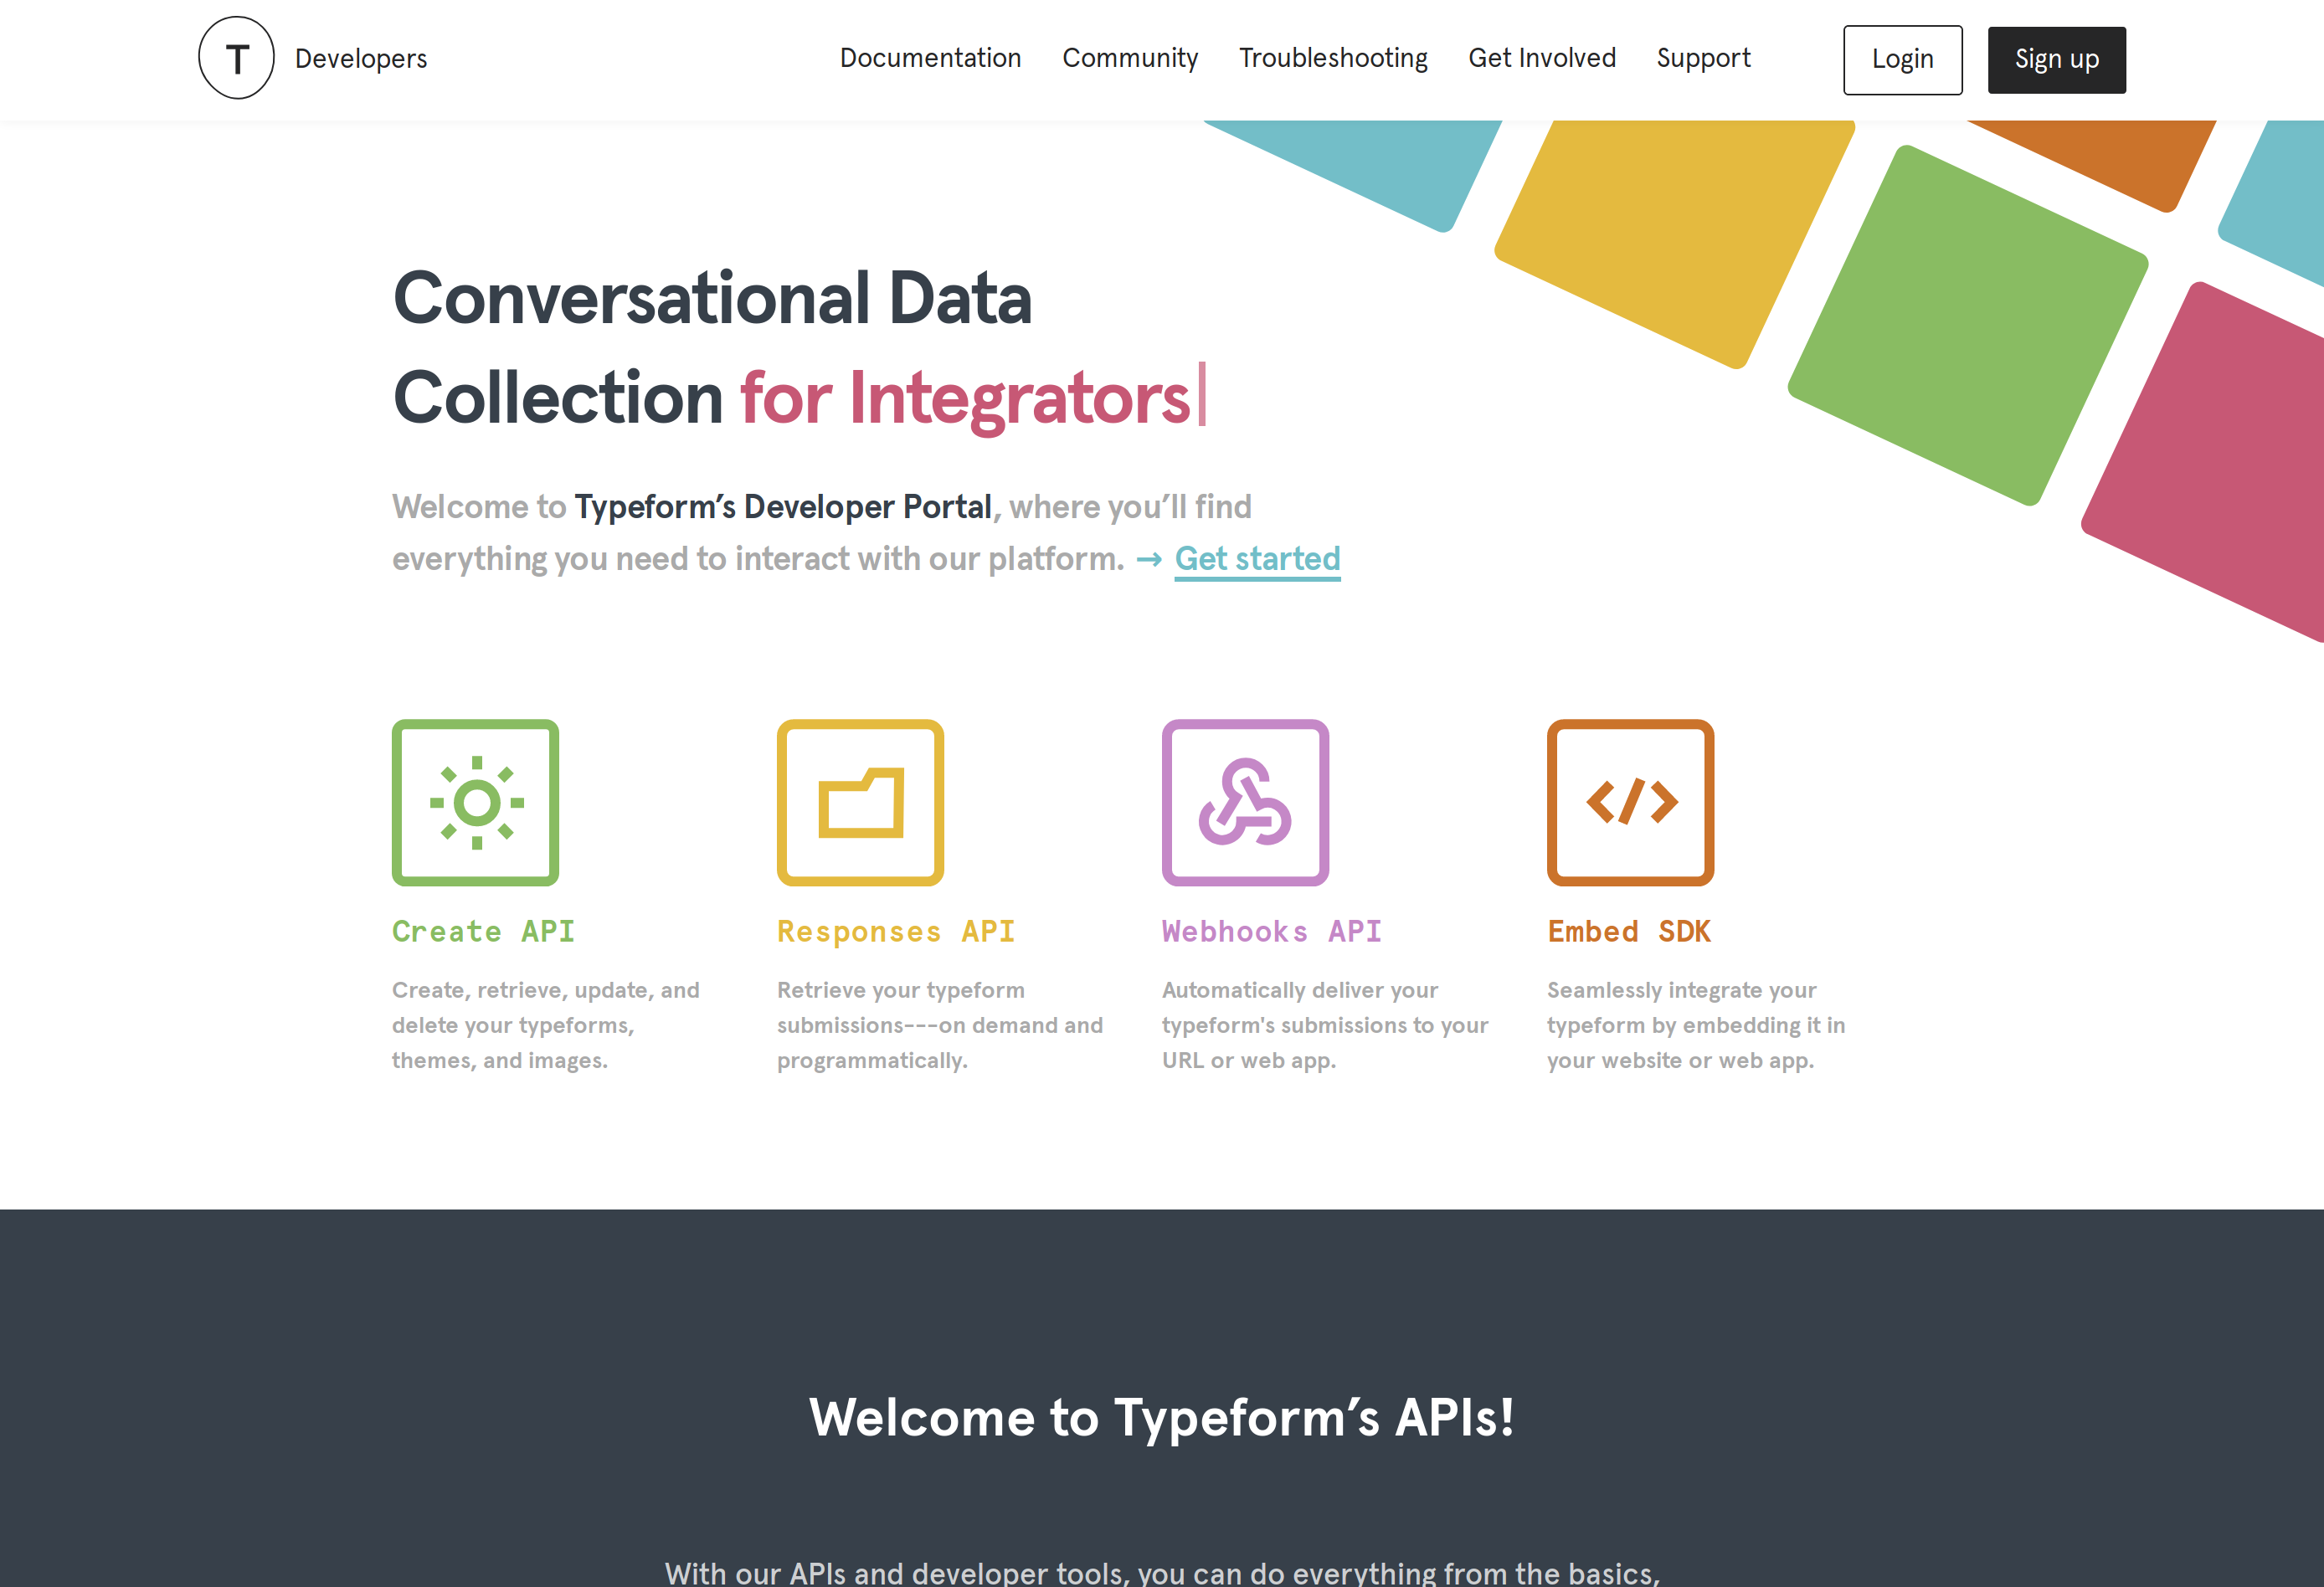 T Developers Documentation Community Troubleshooting Get Involved Support Login Sign up
Conversational Data
Collection for Integrators
Welcome to Typeform’s Developer Portal, where you’ll find
everything you need to interact with our platform. → Get started
Create API
Create, retrieve, update, and
delete your typeforms,
themes, and images.
Responses API
Retrieve your typeform
submissions---on demand and
programmatically.
Webhooks API
Automatically deliver your
typeform's submissions to your
URL or web app.
Embed SDK
Seamlessly integrate your
typeform by embedding it in
your website or web app.
Welcome to Typeform’s APIs!
With our APIs and developer tools, you can do everything from the basics,